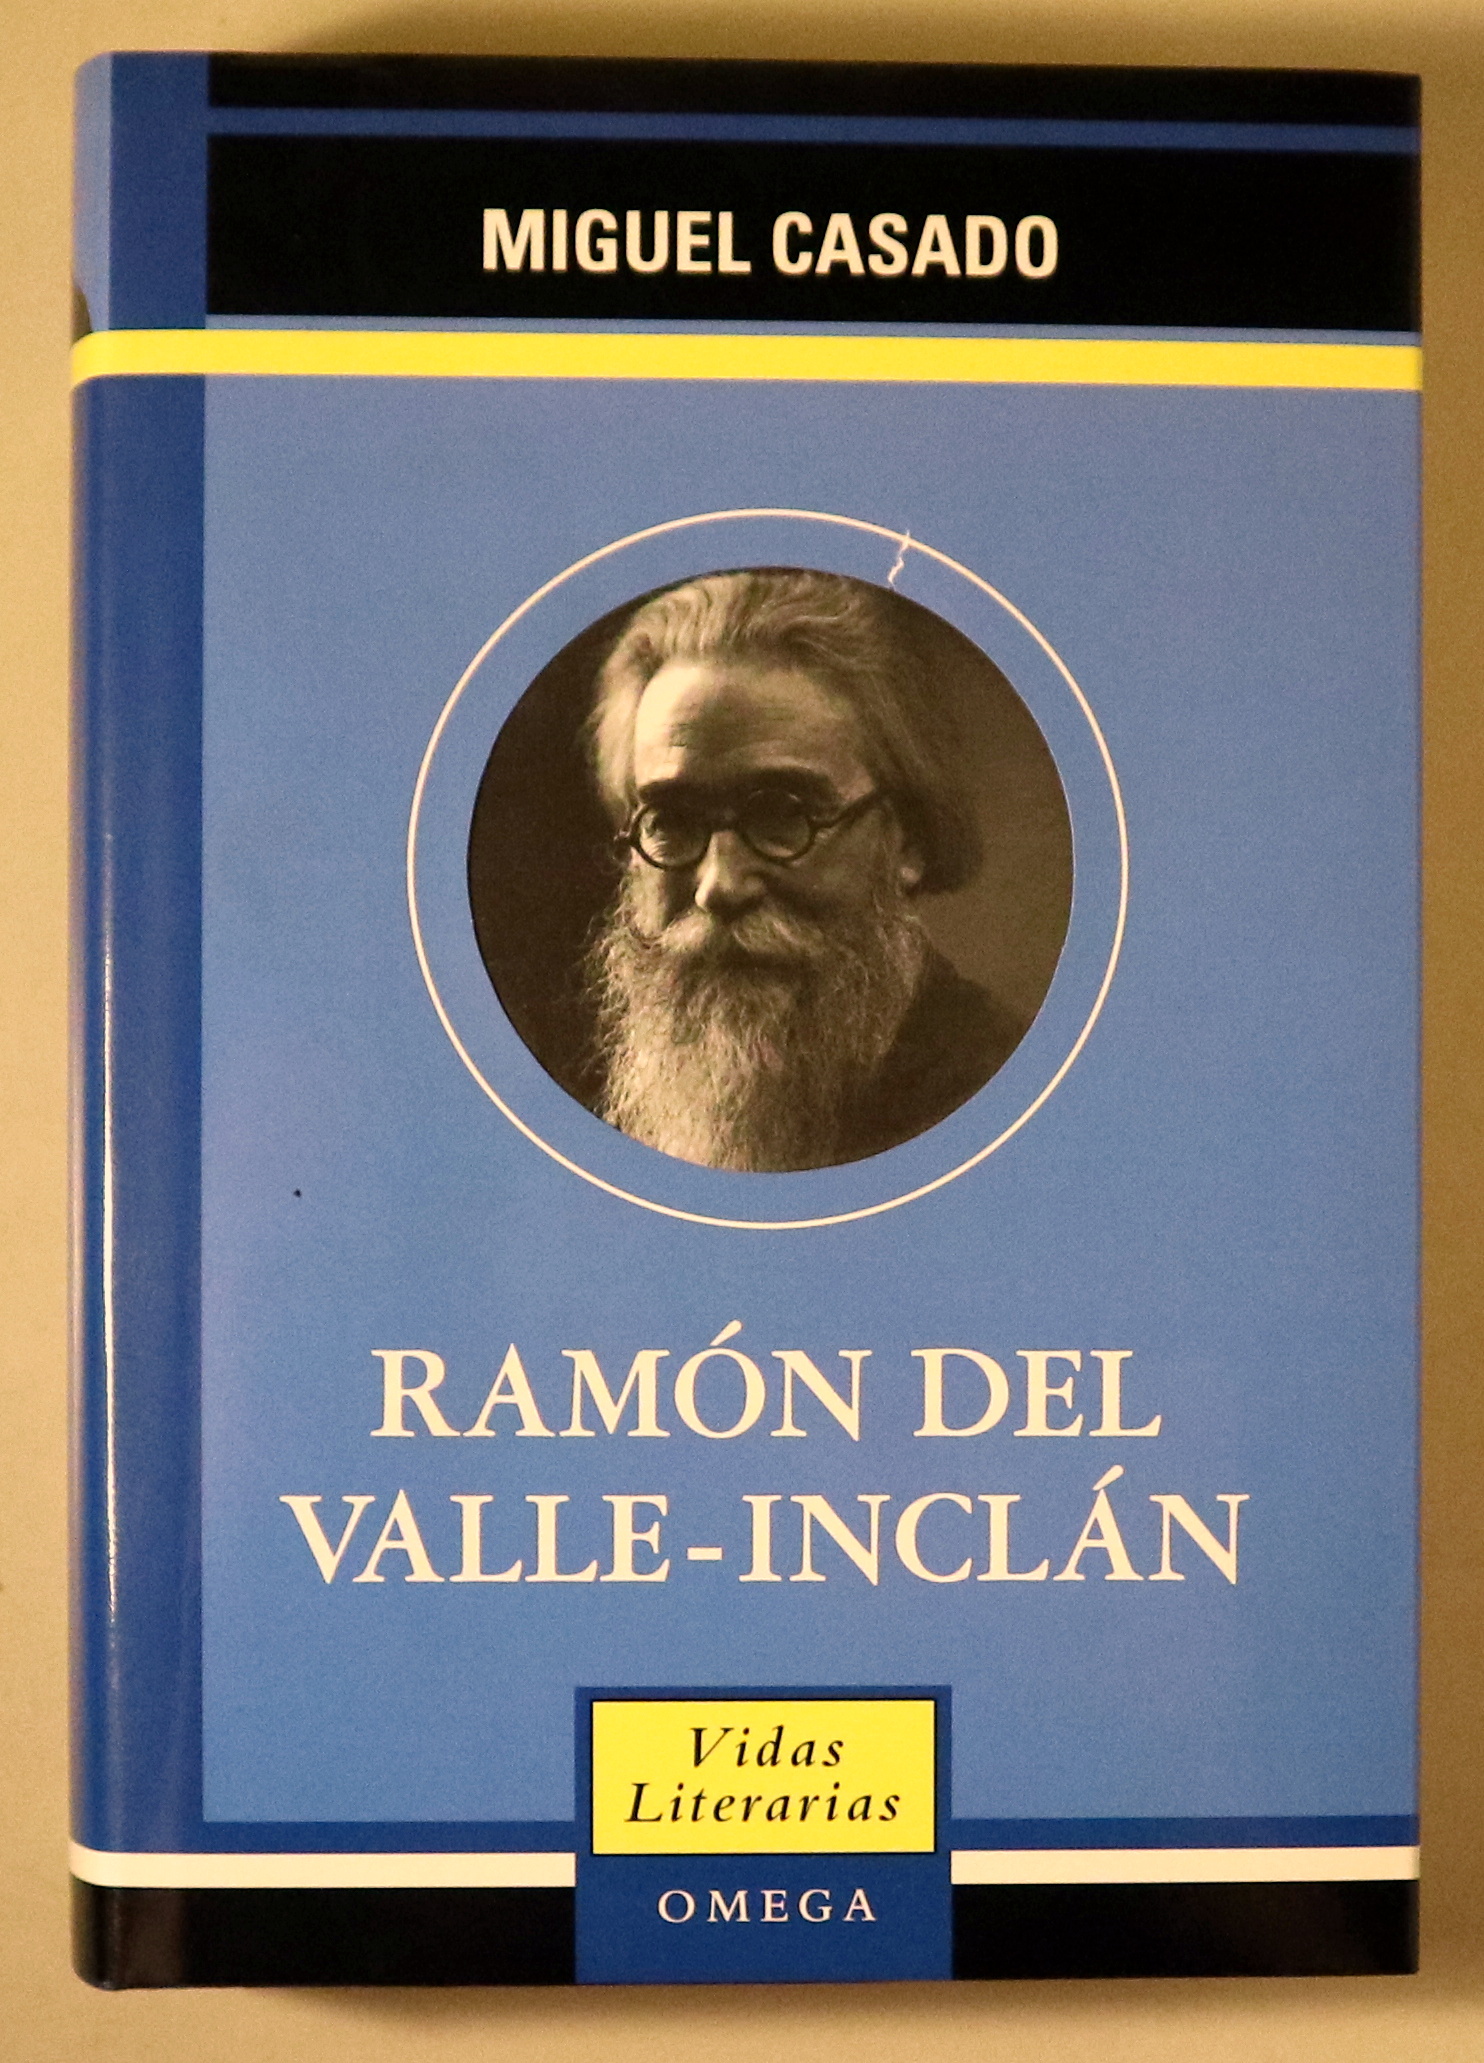 MIGUEL CASADO
RAMÓN DEL
VALLE-INCLÁN
Vidas
Literarias
OMEGA